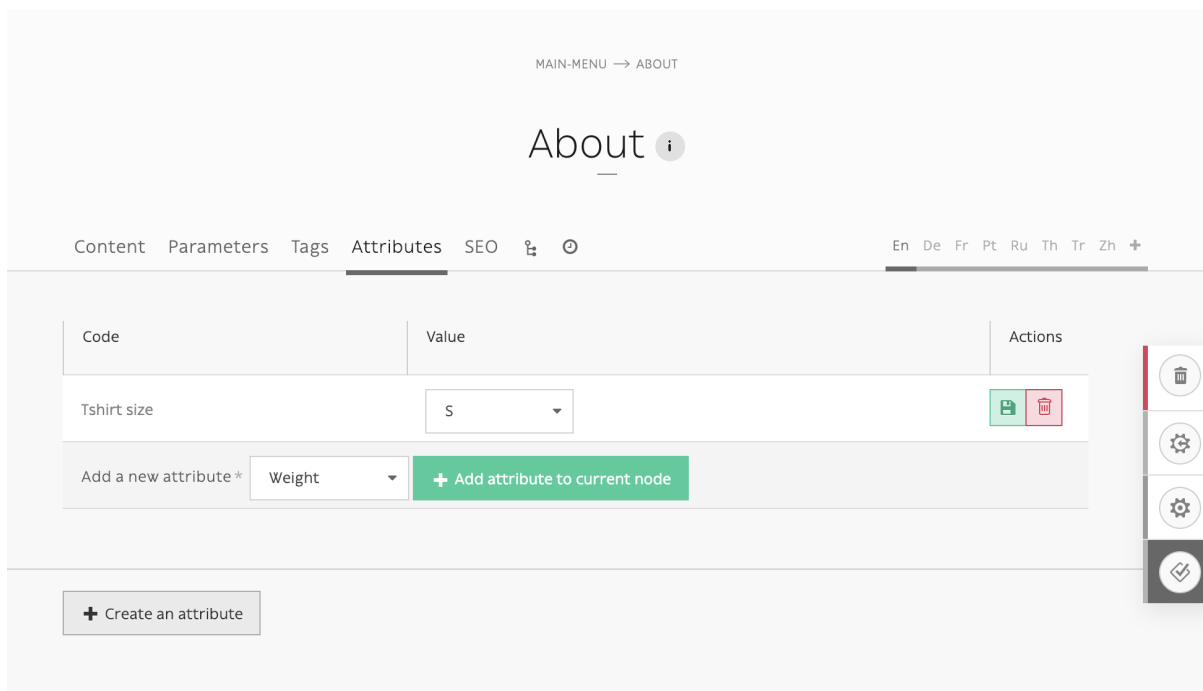 MAIN-MENU → ABOUT
About i
Content Parameters Tags Attributes SEO
En De Fr Pt Ru Th Tr Zh +
Code Value Actions
Tshirt size S
Add a new attribute * Weight + Add attribute to current node
+ Create an attribute